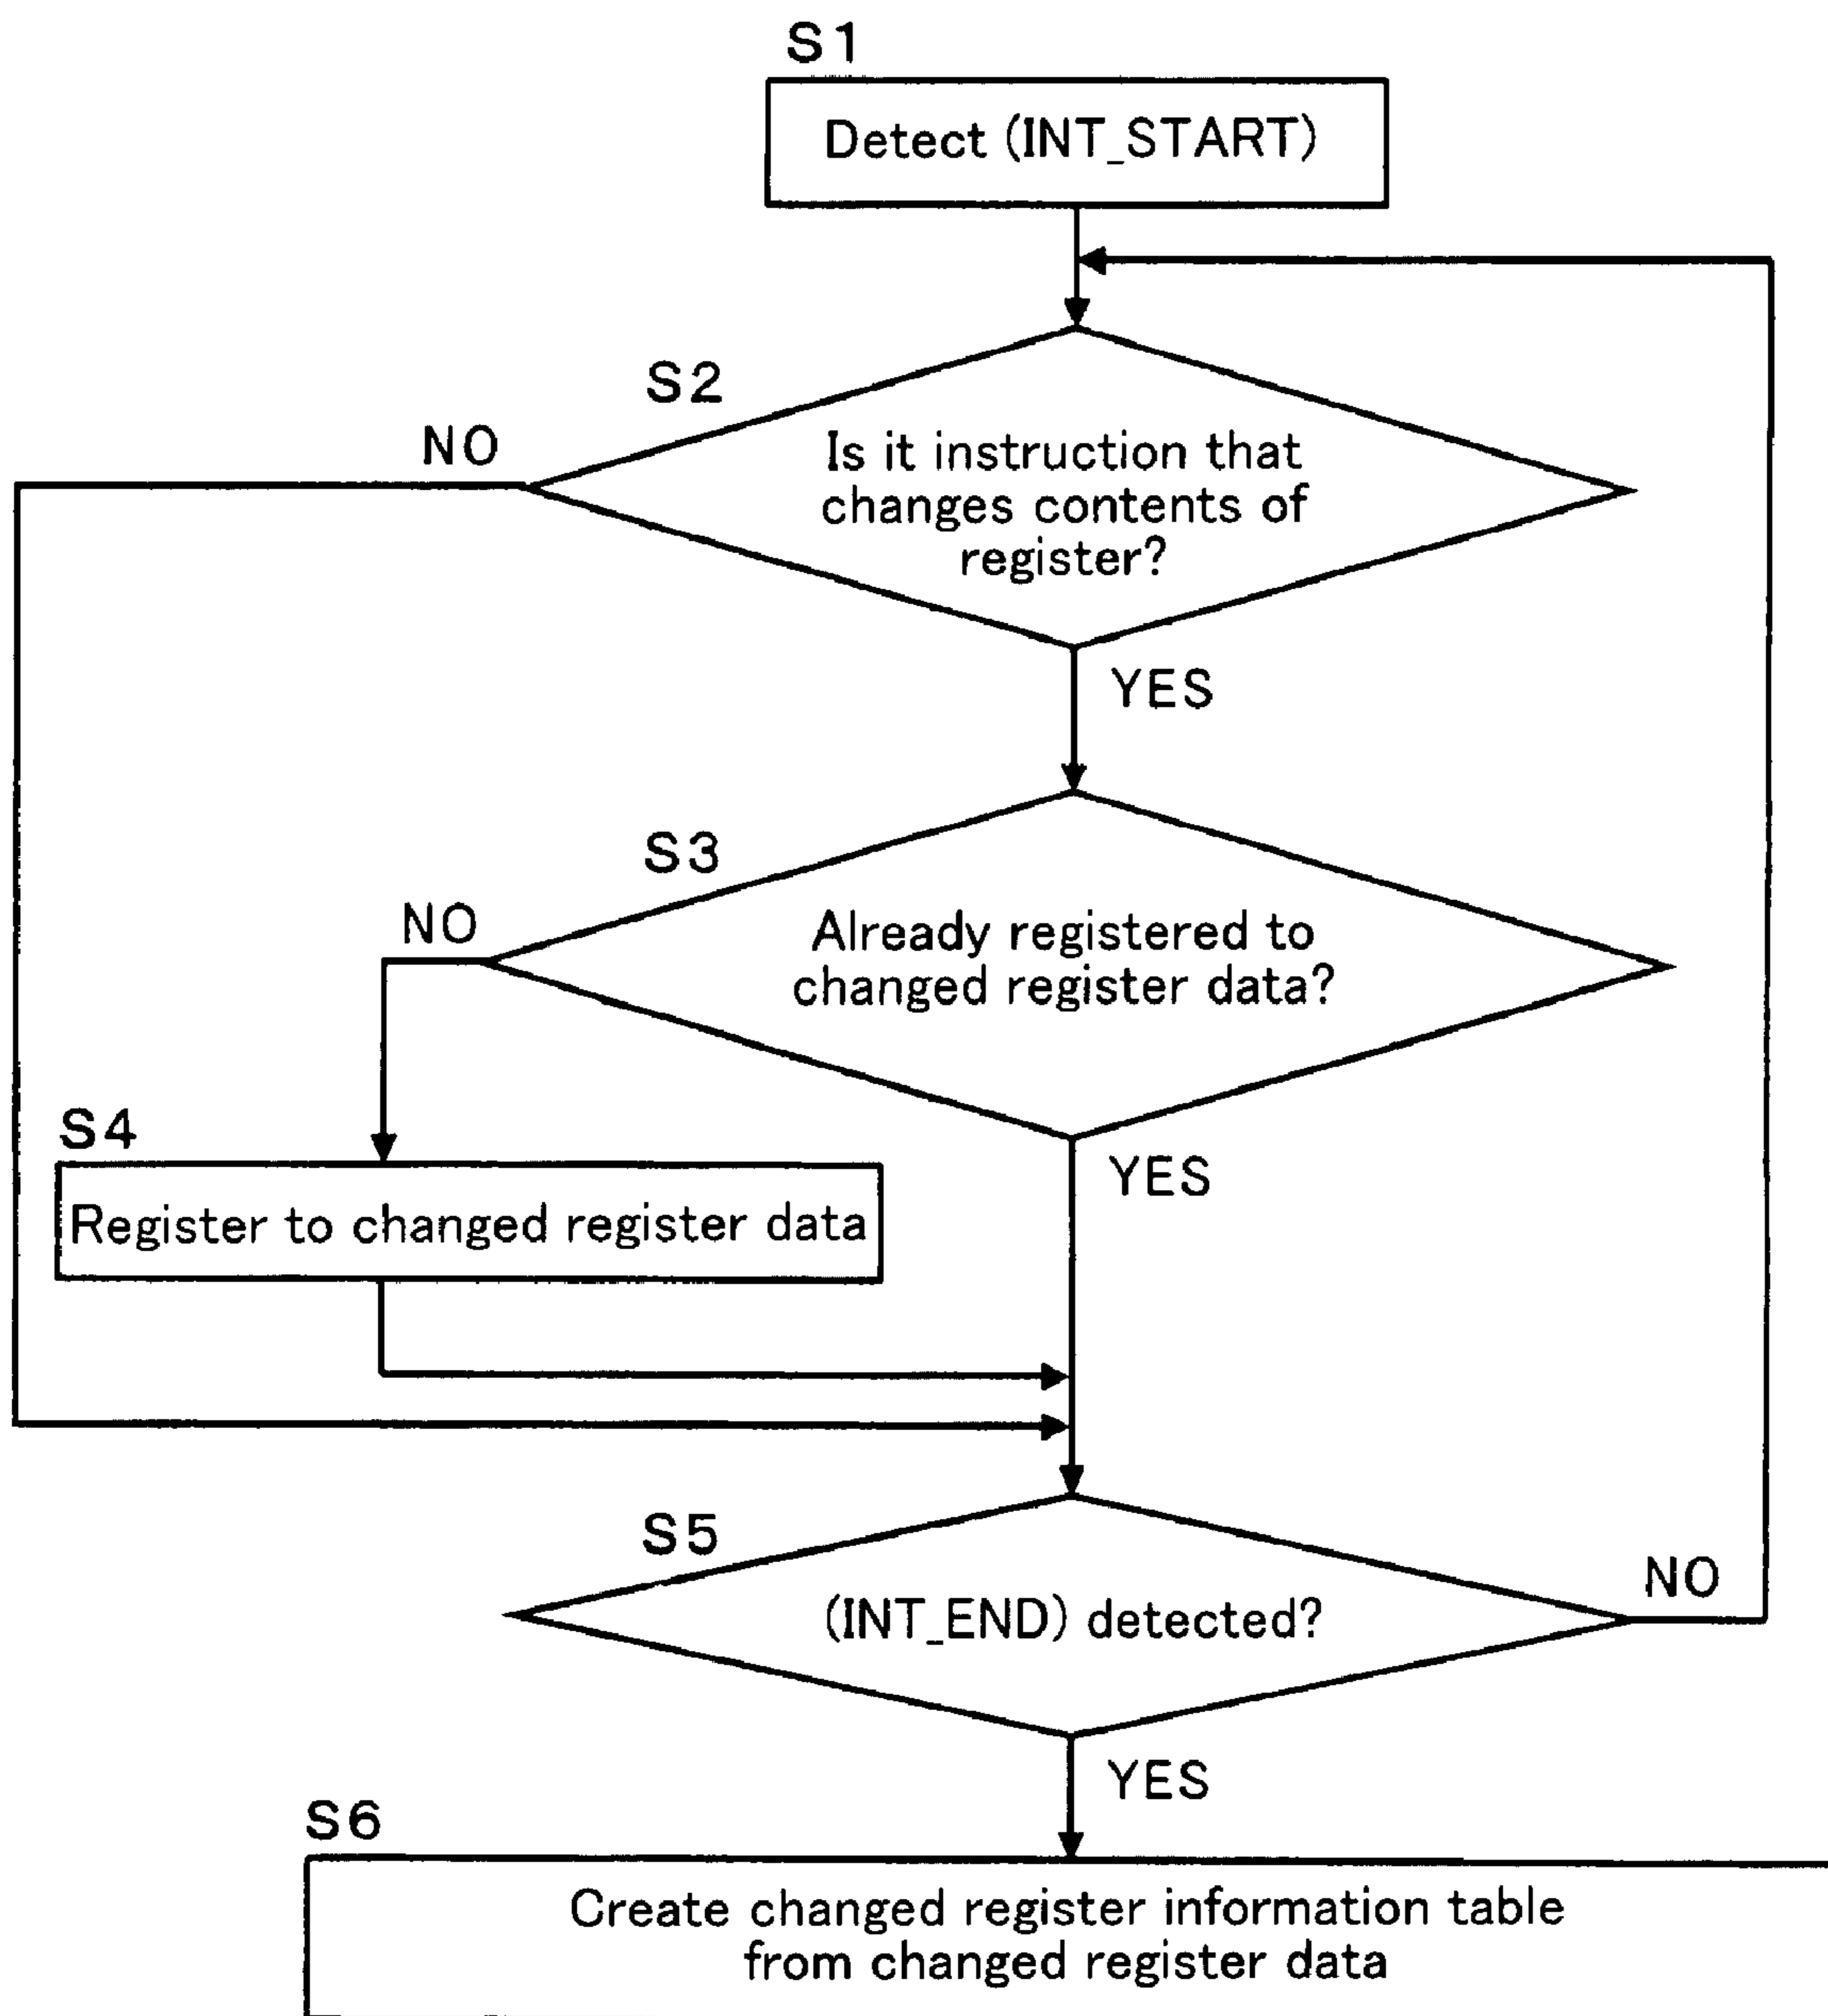 S1
Detect (INT_START)
S2
NO
Is it instruction that
changes contents of
register?
YES
S3
NO
Already registered to
changed register data?
S4
YES
Register to changed register data
S5
NO
(INT_END) detected?
YES
S6
Create changed register information table
from changed register data